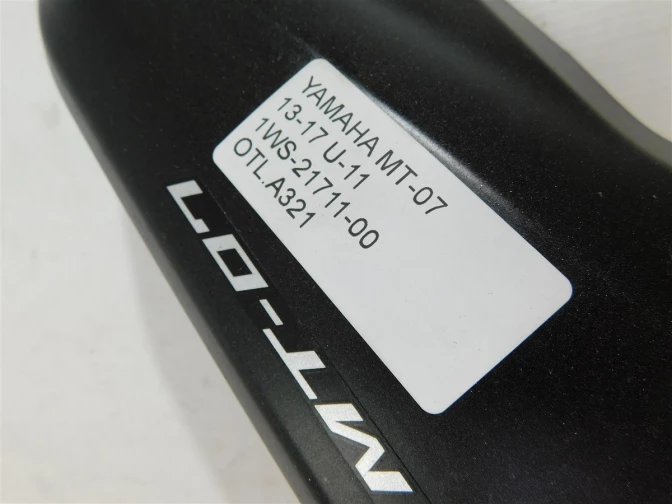 YAMAHA MT-07
13-17 U-11
1WS-21711-00
OTL.A321
MT-07